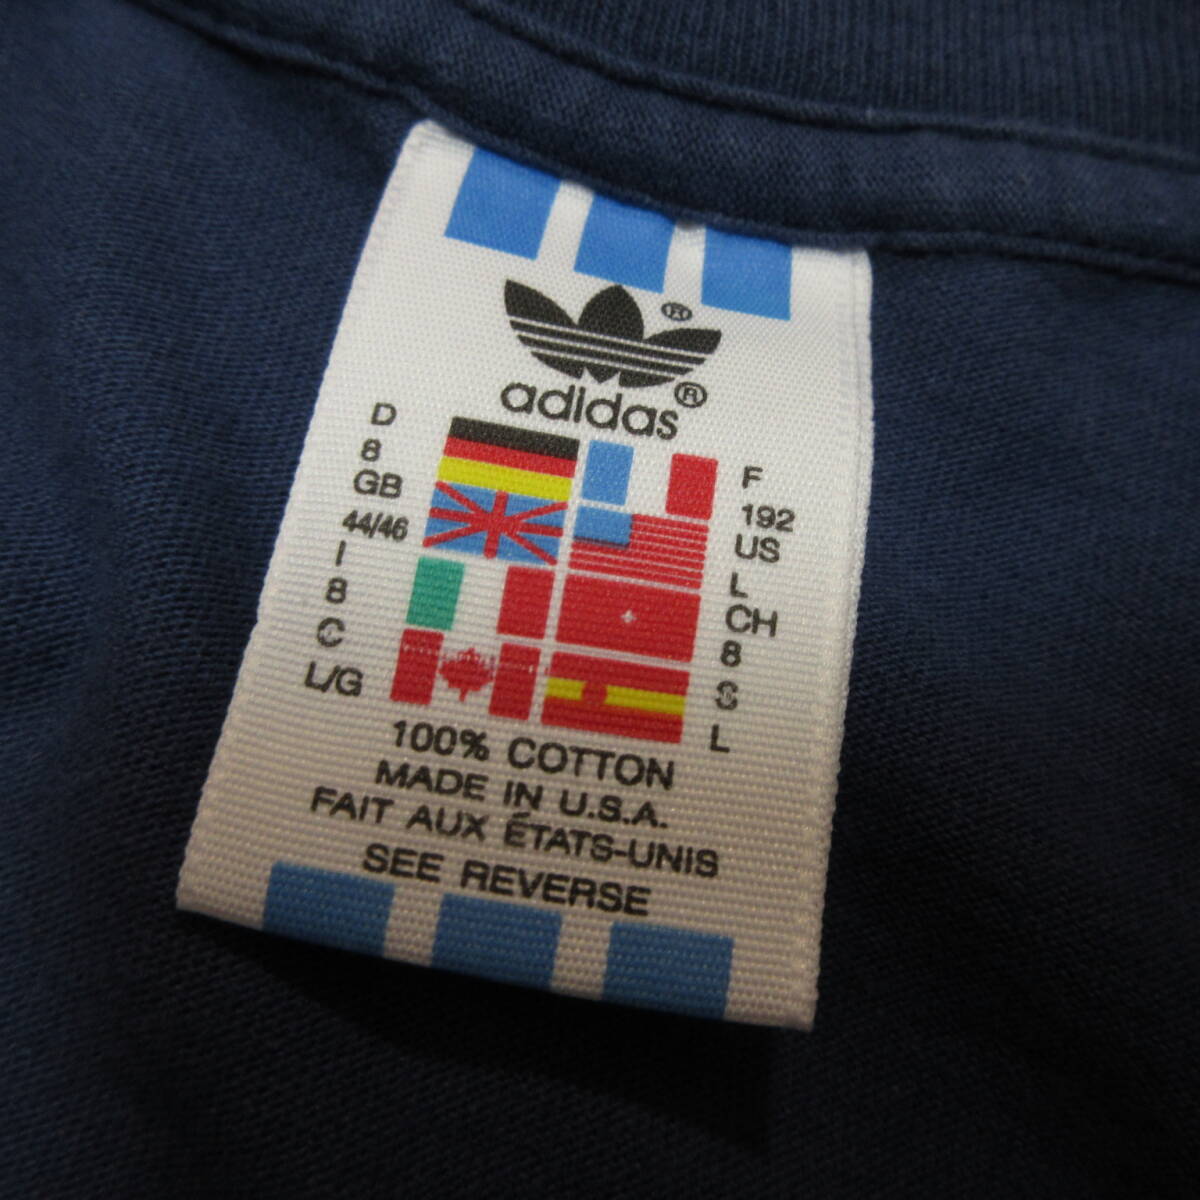 ®
adidas®
D
8
GB
44/46
I
8
C
L/G
F
192
US
L
CH
8
S
L
100% COTTON
MADE IN U.S.A.
FAIT AUX ÉTATS-UNIS
SEE REVERSE